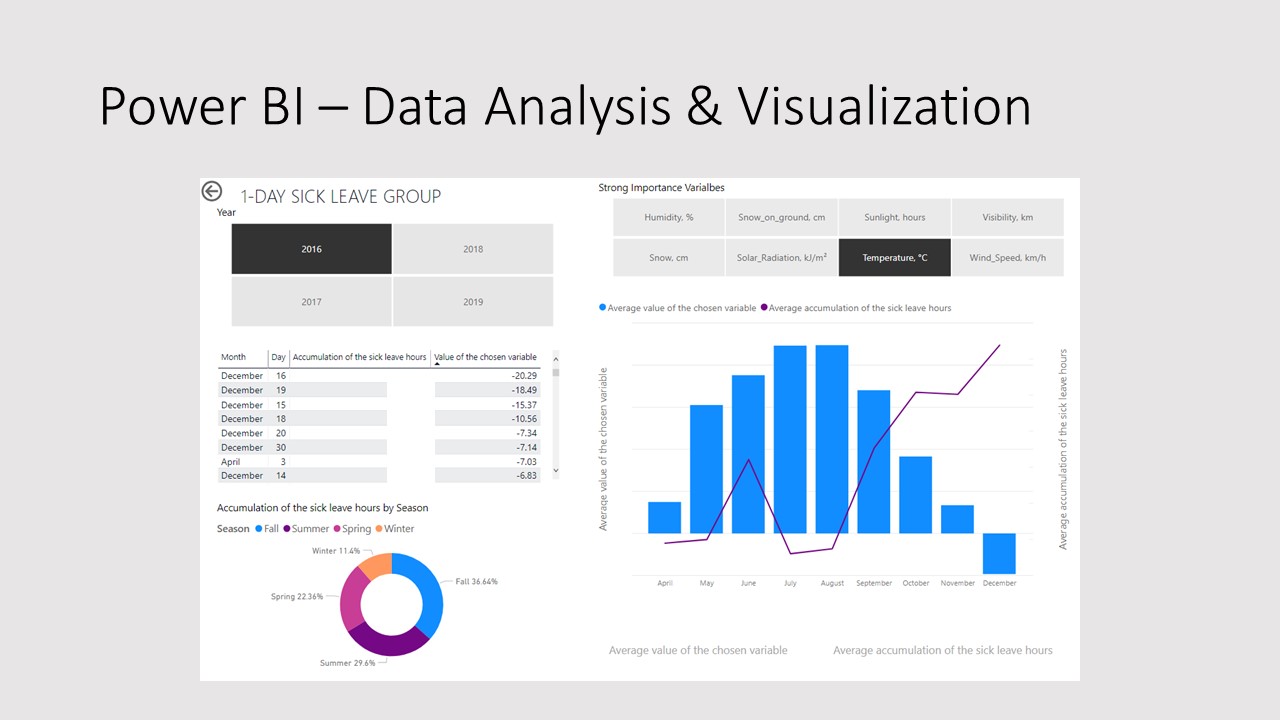 Power BI – Data Analysis & Visualization
1-DAY SICK LEAVE GROUP
Year
2016
2018
2017
2019
Month Day Accumulation of the sick leave hours Value of the chosen variable
December 16 -20.29
December 19 -18.49
December 15 -15.37
December 18 -10.56
December 20 -7.34
December 30 -7.14
April 3 -7.03
December 14 -6.83
Accumulation of the sick leave hours by Season
Season Fall Summer Spring Winter
Winter 11.4%
Fall 36.64%
Spring 22.36%
Summer 29.6%
Strong Importance Varialbes
Humidity, %
Snow_on_ground, cm
Sunlight, hours
Visibility, km
Snow, cm
Solar_Radiation, kJ/m²
Temperature, °C
Wind_Speed, km/h
Average value of the chosen variable Average accumulation of the sick leave hours
Average value of the chosen variable
Average accumulation of the sick leave hours
April May June July August September October November December
Average value of the chosen variable
Average accumulation of the sick leave hours